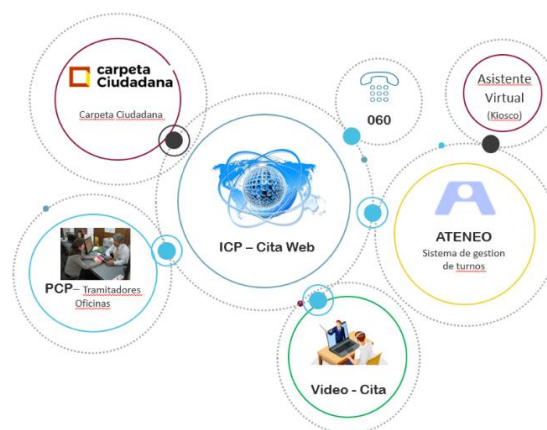 carpeta
Ciudadana
Carpeta Ciudadana
060
Asistente
Virtual
(Kiosco)
ICP – Cita Web
ATENEO
Sistema de gestion
de turnos
PCP– Tramitadores
Oficinas
Video - Cita